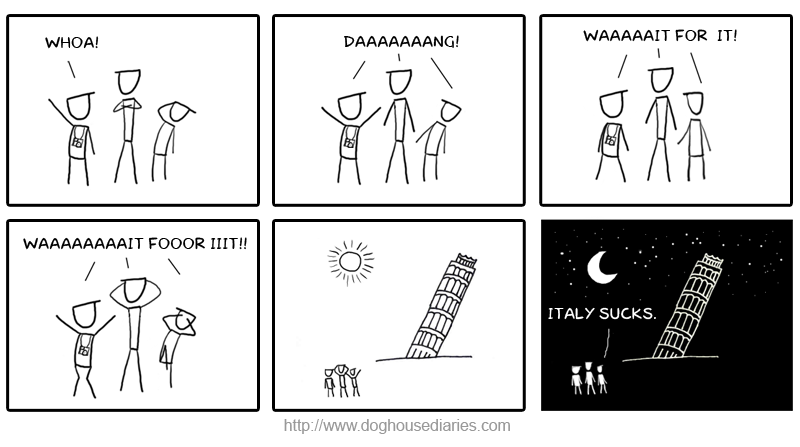 WHOA!
DAAAAAAANG!
WAAAAAIT FOR IT!
WAAAAAAAAIT FOOOR IIIT!!
ITALY SUCKS.
http://www.doghousediaries.com